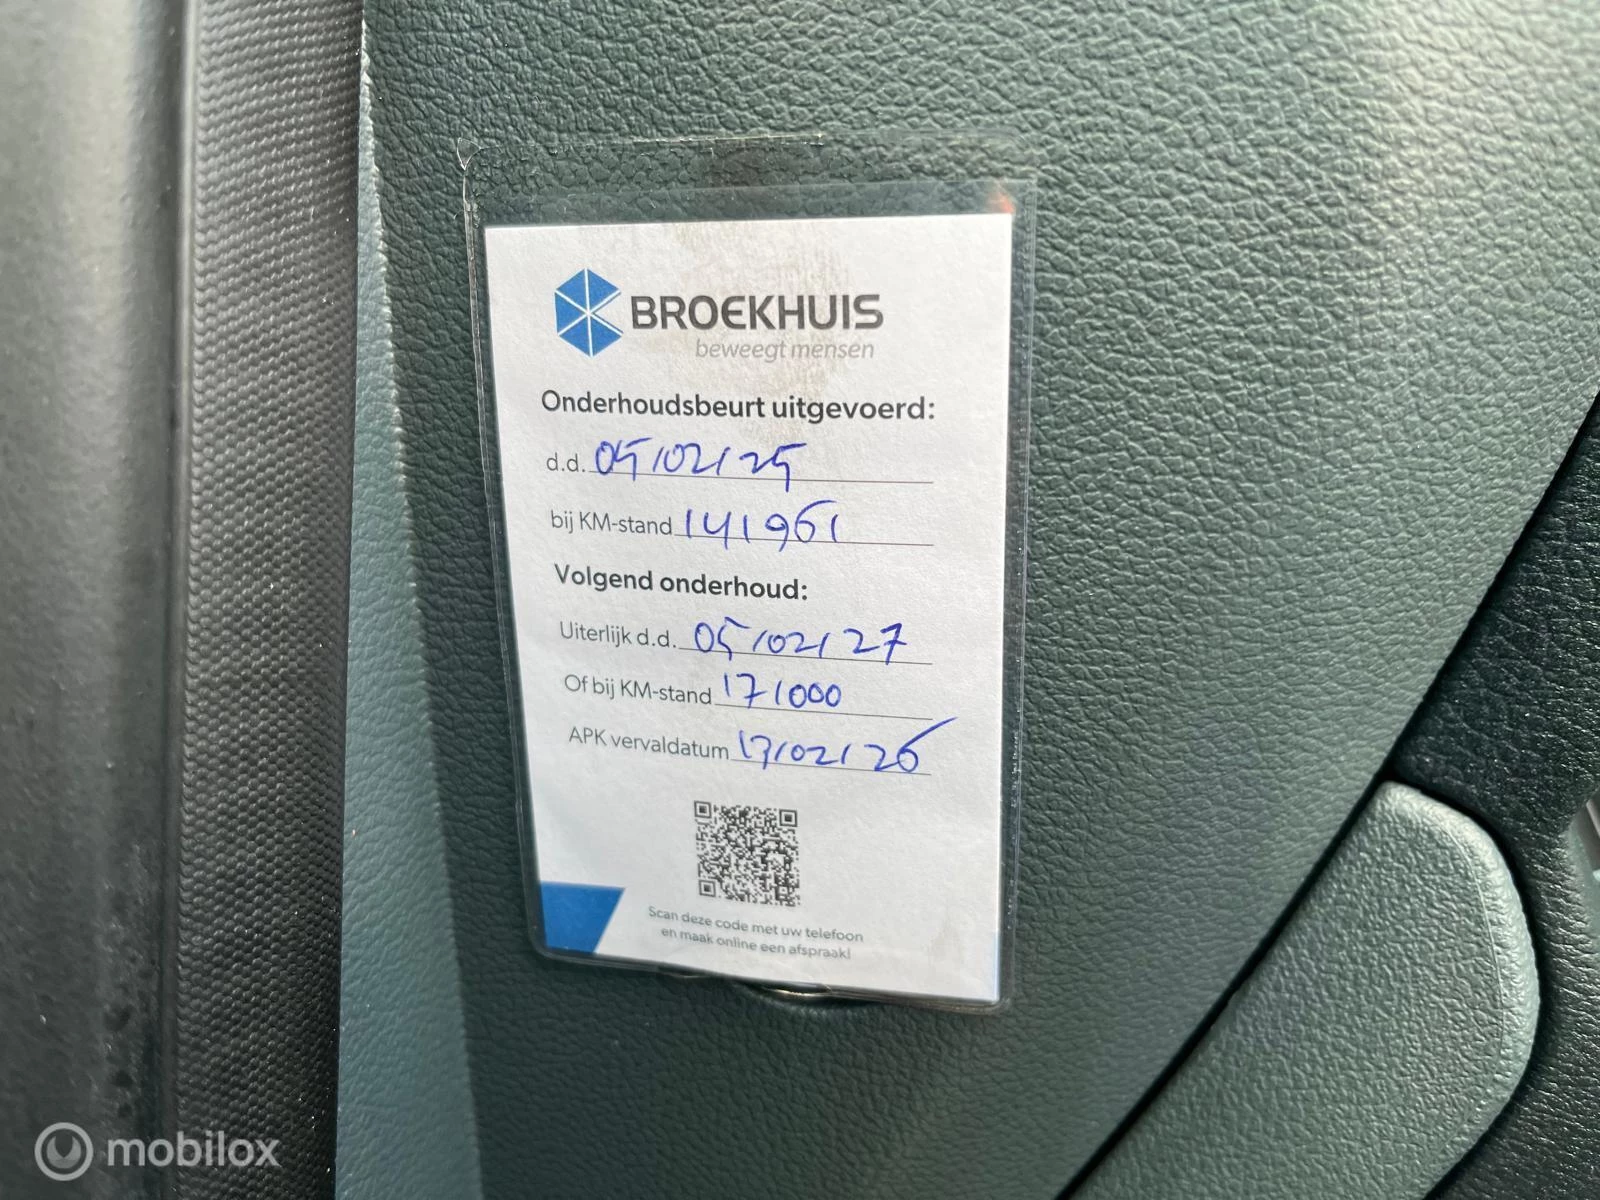 BROEKHUIS
beweegt mensen
Onderhoudsbeurt uitgevoerd:
d.d. 05/02/25
bij KM-stand 141961
Volgend onderhoud:
Uiterlijk d.d. 05/02/27
Of bij KM-stand 171000
APK vervaldatum 17/02/26
Scan deze code met uw telefoon
en maak online een afspraak!
mobilox